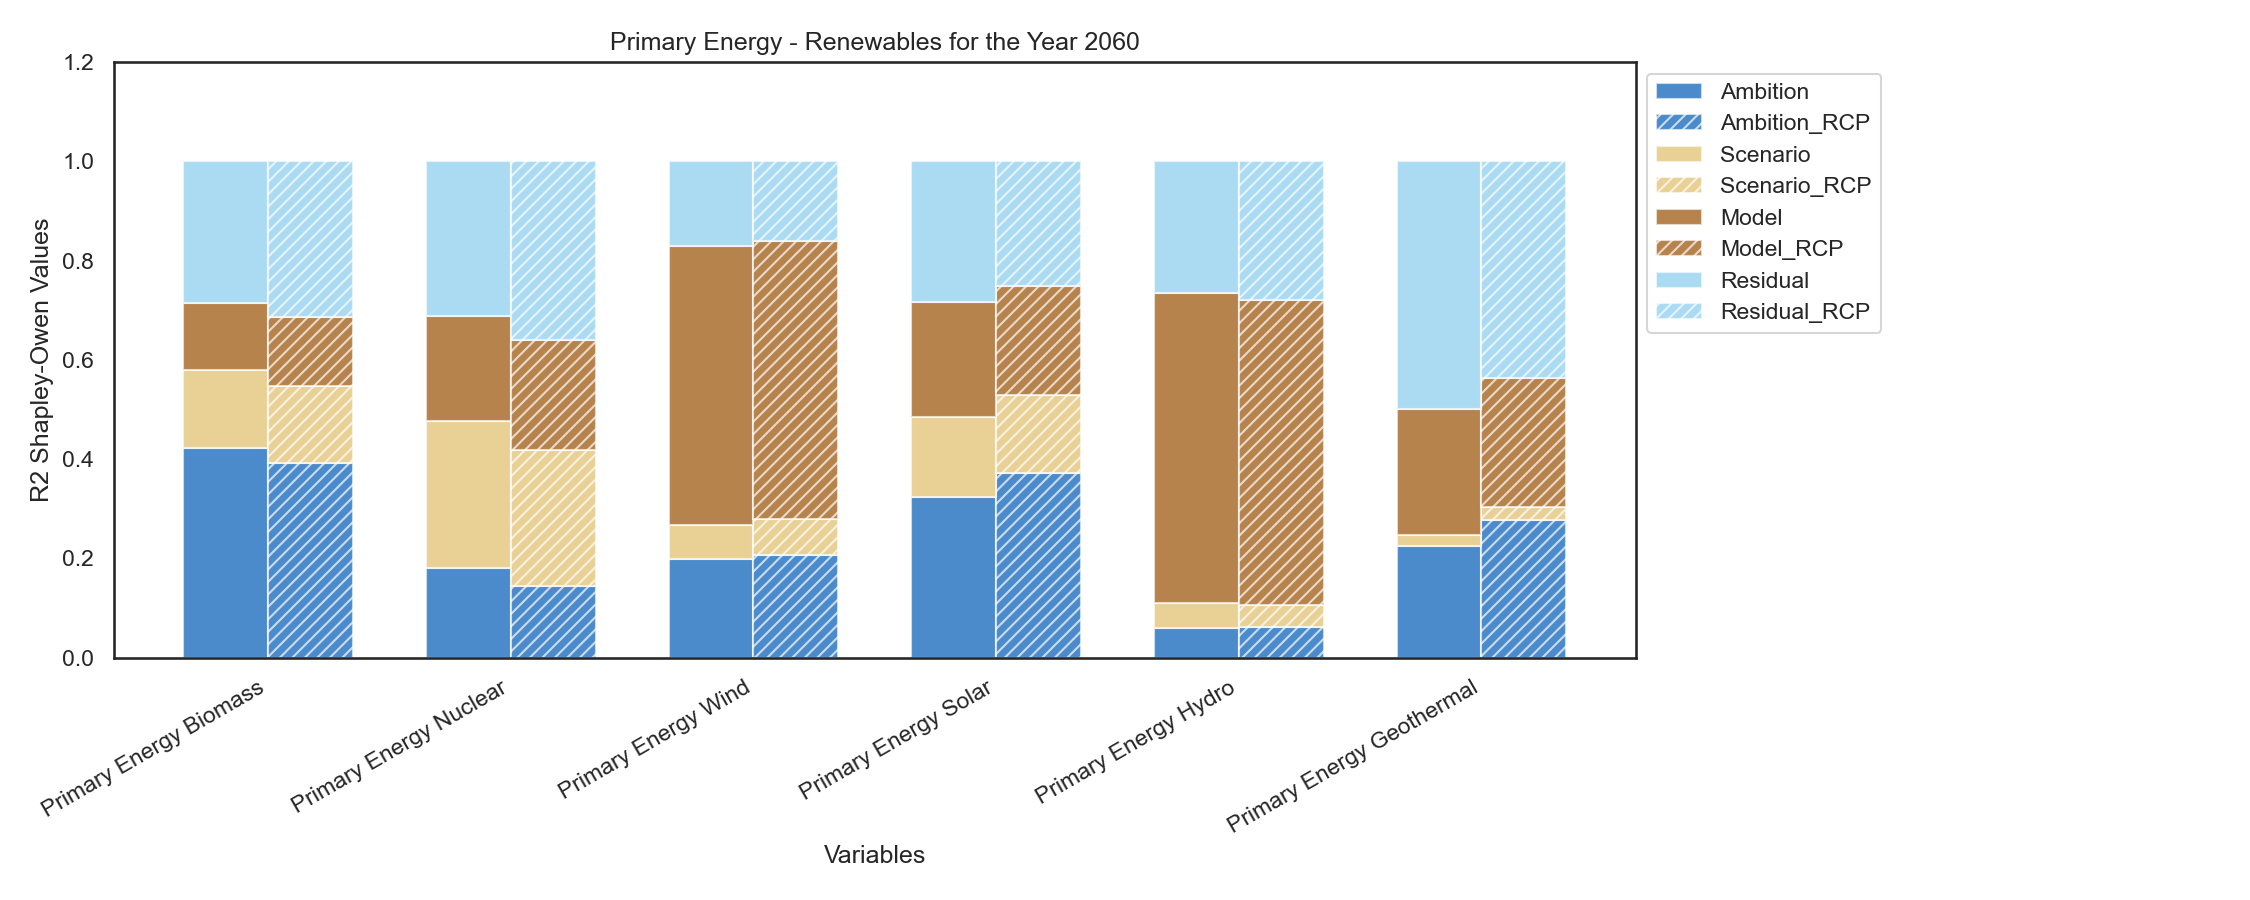 Primary Energy - Renewables for the Year 2060
R2 Shapley-Owen Values
1.2
1.0
0.8
0.6
0.4
0.2
0.0
Ambition
Ambition_RCP
Scenario
Scenario_RCP
Model
Model_RCP
Residual
Residual_RCP
Primary Energy Biomass
Primary Energy Nuclear
Primary Energy Wind
Primary Energy Solar
Primary Energy Hydro
Primary Energy Geothermal
Variables